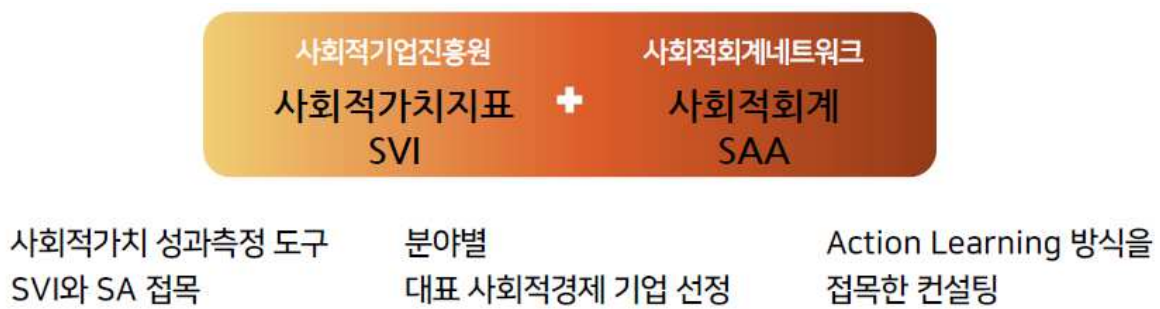 사회적기업진흥원
사회적가치지표
SVI
+
사회적회계네트워크
사회적회계
SAA
사회적가치 성과측정 도구
SVI와 SA 접목
분야별
대표 사회적경제 기업 선정
Action Learning 방식을
접목한 컨설팅